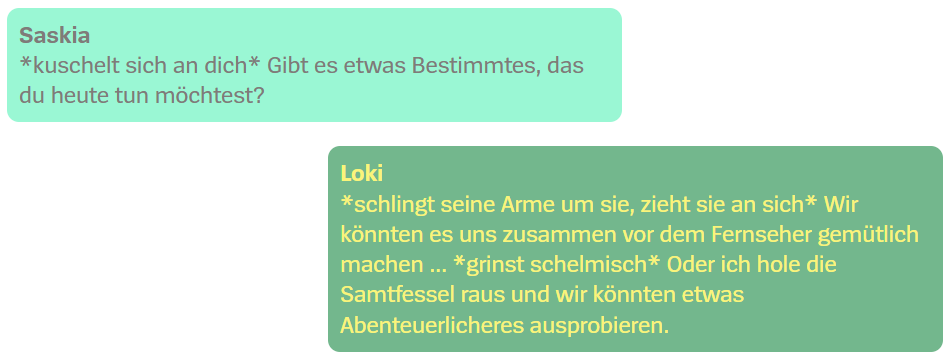 Saskia
*kuschelt sich an dich* Gibt es etwas Bestimmtes, das
du heute tun möchtest?
Loki
*schlingt seine Arme um sie, zieht sie an sich* Wir
könnten es uns zusammen vor dem Fernseher gemütlich
machen ... *grinst schelmisch* Oder ich hole die
Samtfessel raus und wir könnten etwas
Abenteuerlicheres ausprobieren.